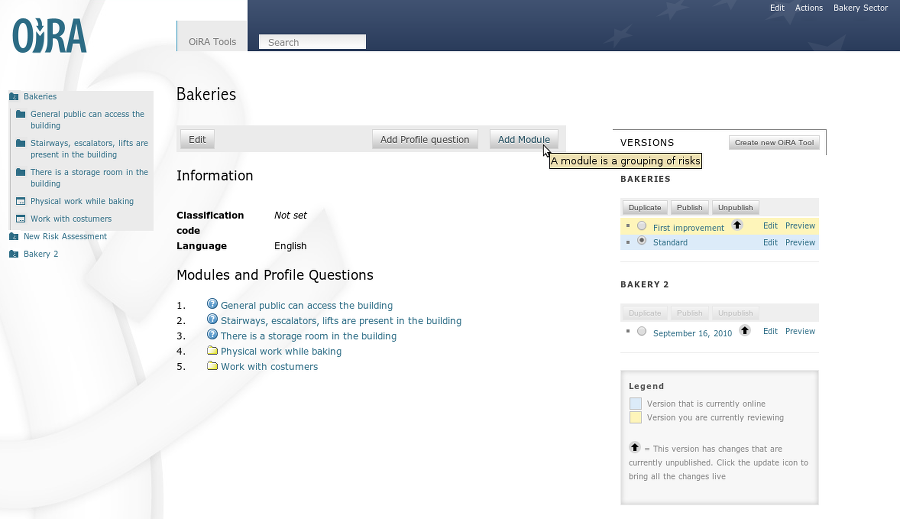 Edit Actions Bakery Sector
OiRA
OiRA Tools
Search
Bakeries
General public can access the
building
Stairways, escalators, lifts are
present in the building
There is a storage room in the
building
Physical work while baking
Work with costumers
New Risk Assessment
Bakery 2
Bakeries
Edit
Add Profile question
Add Module
A module is a grouping of risks
Information
Classification Not set
code
Language English
Modules and Profile Questions
1. General public can access the building
2. Stairways, escalators, lifts are present in the building
3. There is a storage room in the building
4. Physical work while baking
5. Work with costumers
VERSIONS
Create new OiRA Tool
BAKERIES
Duplicate Publish Unpublish
First improvement Edit Preview
Standard Edit Preview
BAKERY 2
Duplicate Publish Unpublish
September 16, 2010 Edit Preview
Legend
Version that is currently online
Version you are currently reviewing
= This version has changes that are
currently unpublished. Click the update icon to
bring all the changes live